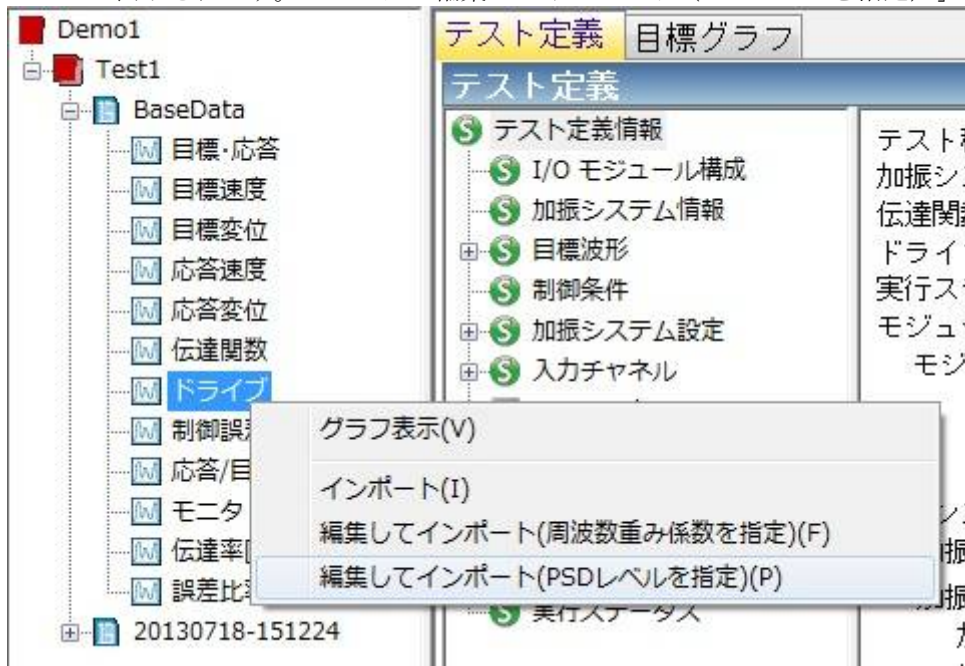 Demo1
Test1
BaseData
目標・応答
目標速度
目標変位
応答速度
応答変位
伝達関数
ドライブ
制御誤
応答/目
モニタ
伝達率
誤差比
20130718-151224
テスト定義 目標グラフ
テスト定義
テスト定義情報
I/O モジュール構成
加振システム情報
目標波形
制御条件
加振システム設定
入力チャネル
実行ステータス
テスト
加振シ
伝達関
ドライ
実行ス
モジュ
モジ
グラフ表示(V)
インポート(I)
編集してインポート(周波数重み係数を指定)(F)
編集してインポート(PSDレベルを指定)(P)